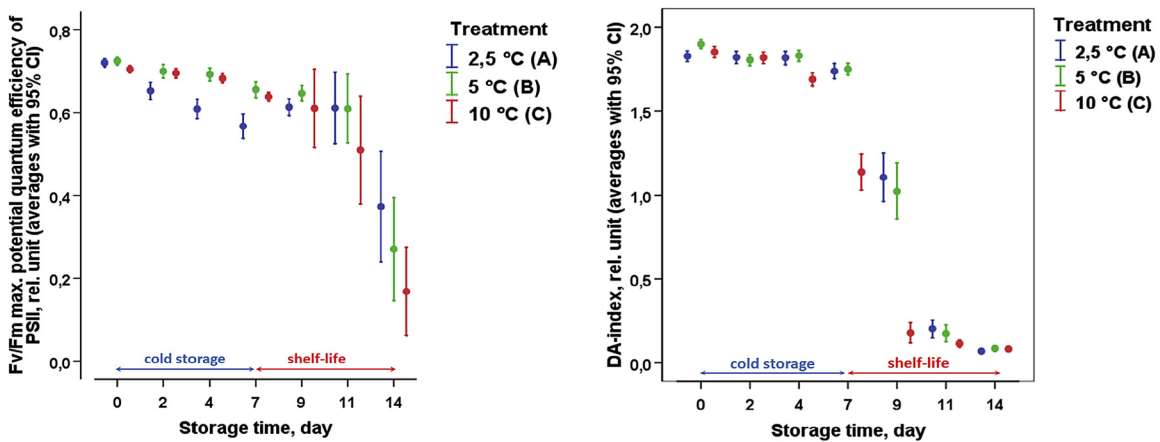 Fv/Fm max. potential quantum efficiency of
PSII, rel. unit (averages with 95% CI)
0,8
0,6
0,4
0,2
0,0
cold storage
shelf-life
0
2
4
7
9
11
14
Storage time, day
Treatment
2,5 °C (A)
5 °C (B)
10 °C (C)
DA-index, rel. unit (averages with 95% CI)
2,0
1,5
1,0
0,5
0,0
cold storage
shelf-life
0
2
4
7
9
11
14
Storage time, day
Treatment
2,5 °C (A)
5 °C (B)
10 °C (C)